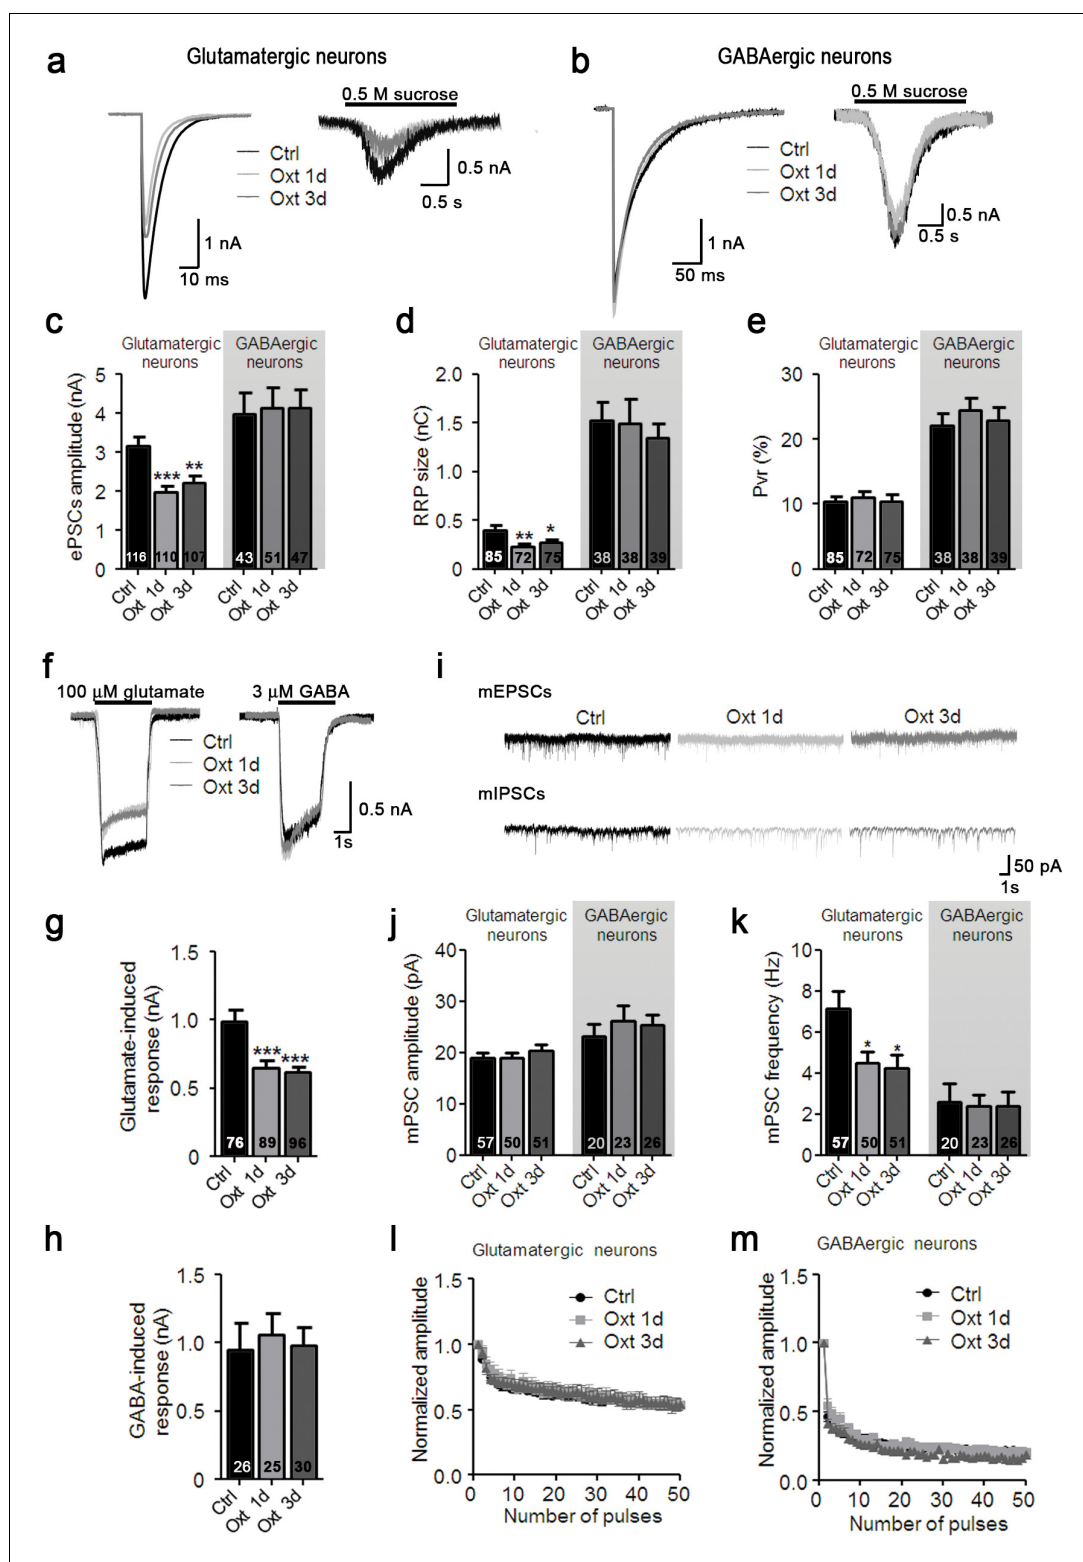 a
Glutamatergic neurons
0.5 M sucrose
Ctrl
Oxt 1d
Oxt 3d
0.5 nA
0.5 s
1 nA
10 ms
b
GABAergic neurons
0.5 M sucrose
Ctrl
Oxt 1d
Oxt 3d
0.5 nA
0.5 s
1 nA
50 ms
c
Glutamatergic
neurons
GABAergic
neurons
ePSCs amplitude (nA)
5
4
3
2
1
0
*** **
116 110 107 43 51 47
Ctrl Oxt 1d Oxt 3d Ctrl Oxt 1d Oxt 3d
d
Glutamatergic
neurons
GABAergic
neurons
RRP size (nC)
2.0
1.5
1.0
0.5
0
** *
85 72 75 38 38 39
Ctrl Oxt 1d Oxt 3d Ctrl Oxt 1d Oxt 3d
e
Glutamatergic
neurons
GABAergic
neurons
Pvr (%)
30
20
10
0
85 72 75 38 38 39
Ctrl Oxt 1d Oxt 3d Ctrl Oxt 1d Oxt 3d
f
100 µM glutamate
3 µM GABA
Ctrl
Oxt 1d
Oxt 3d
0.5 nA
1s
i
mEPSCs
Ctrl Oxt 1d Oxt 3d
mIPSCs
50 pA
1s
g
Glutamate-induced
response (nA)
1.5
1.0
0.5
0
*** ***
76 89 96
Ctrl Oxt 1d Oxt 3d
j
Glutamatergic
neurons
GABAergic
neurons
mPSC amplitude (pA)
40
30
20
10
0
57 50 51 20 23 26
Ctrl Oxt 1d Oxt 3d Ctrl Oxt 1d Oxt 3d
k
Glutamatergic
neurons
GABAergic
neurons
mPSC frequency (Hz)
10
8
6
4
2
0
* *
57 50 51 20 23 26
Ctrl Oxt 1d Oxt 3d Ctrl Oxt 1d Oxt 3d
h
GABA-induced
response (nA)
1.5
1.0
0.5
0
26 25 30
Ctrl Oxt 1d Oxt 3d
l
Glutamatergic neurons
Normalized amplitude
1.5
1.0
0.5
0.0
Ctrl
Oxt 1d
Oxt 3d
0 10 20 30 40 50
Number of pulses
m
GABAergic neurons
Normalized amplitude
1.5
1.0
0.5
0.0
Ctrl
Oxt 1d
Oxt 3d
0 10 20 30 40 50
Number of pulses